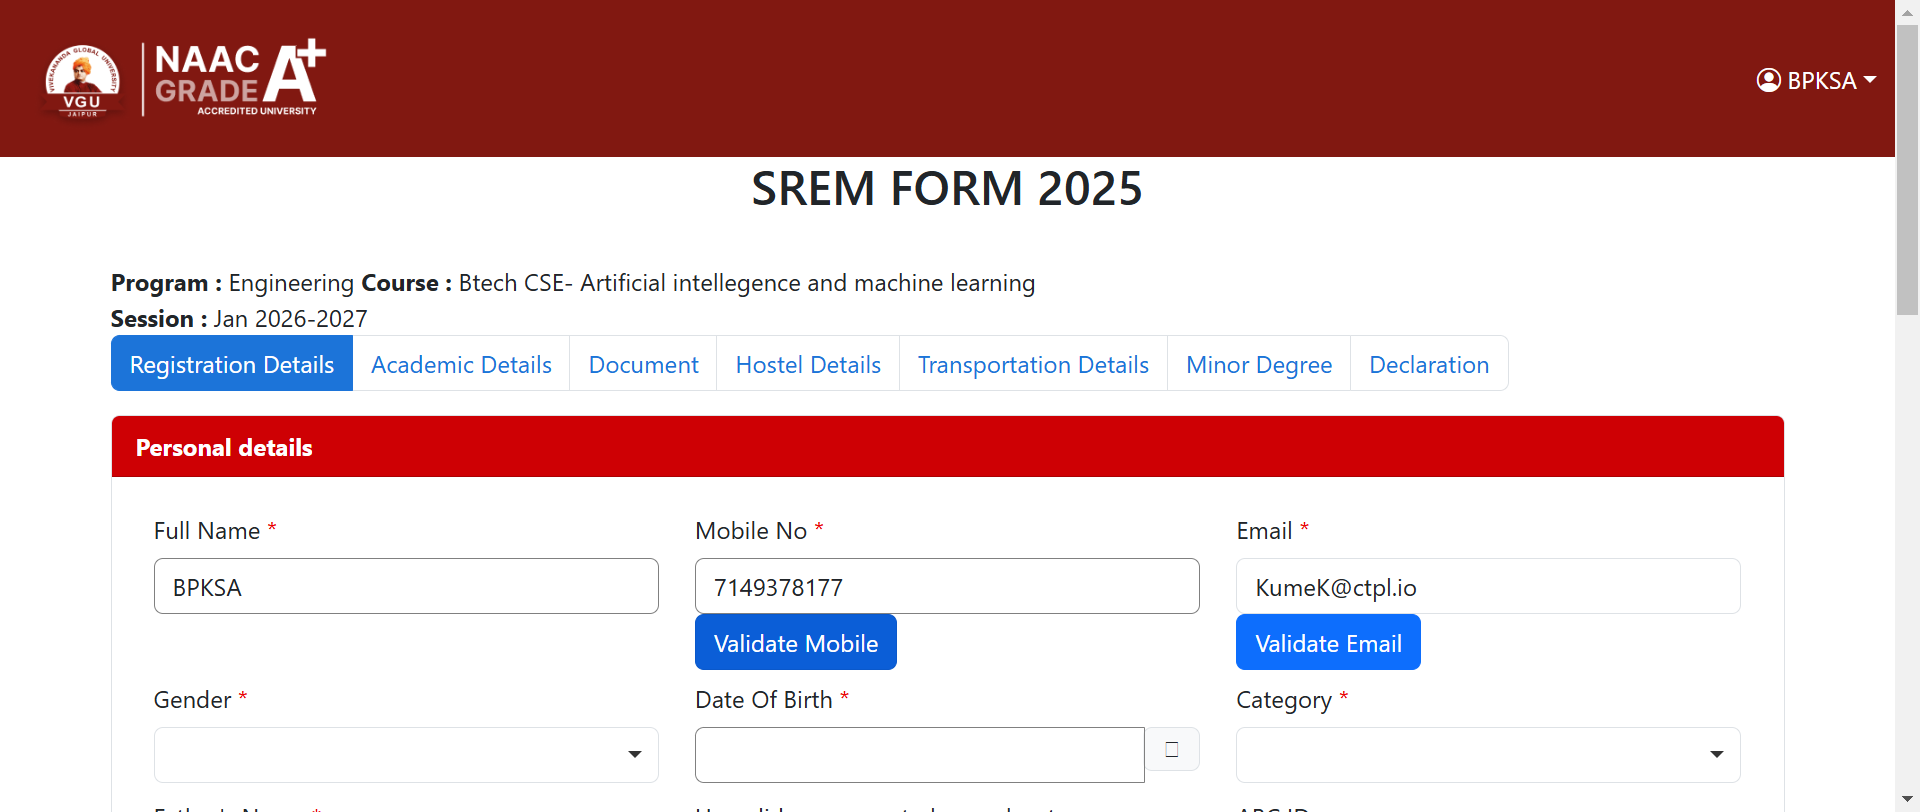 VIVEKANANDA GLOBAL UNIVERSITY
VGU
JAIPUR
NAAC
GRADE A+
ACCREDITED UNIVERSITY
BPKSA
SREM FORM 2025
Program : Engineering Course : Btech CSE- Artificial intellegence and machine learning
Session : Jan 2026-2027
Registration Details Academic Details Document Hostel Details Transportation Details Minor Degree Declaration
Personal details
Full Name * Mobile No * Email *
BPKSA 7149378177 KumeK@ctpl.io
Validate Mobile Validate Email
Gender * Date Of Birth * Category *